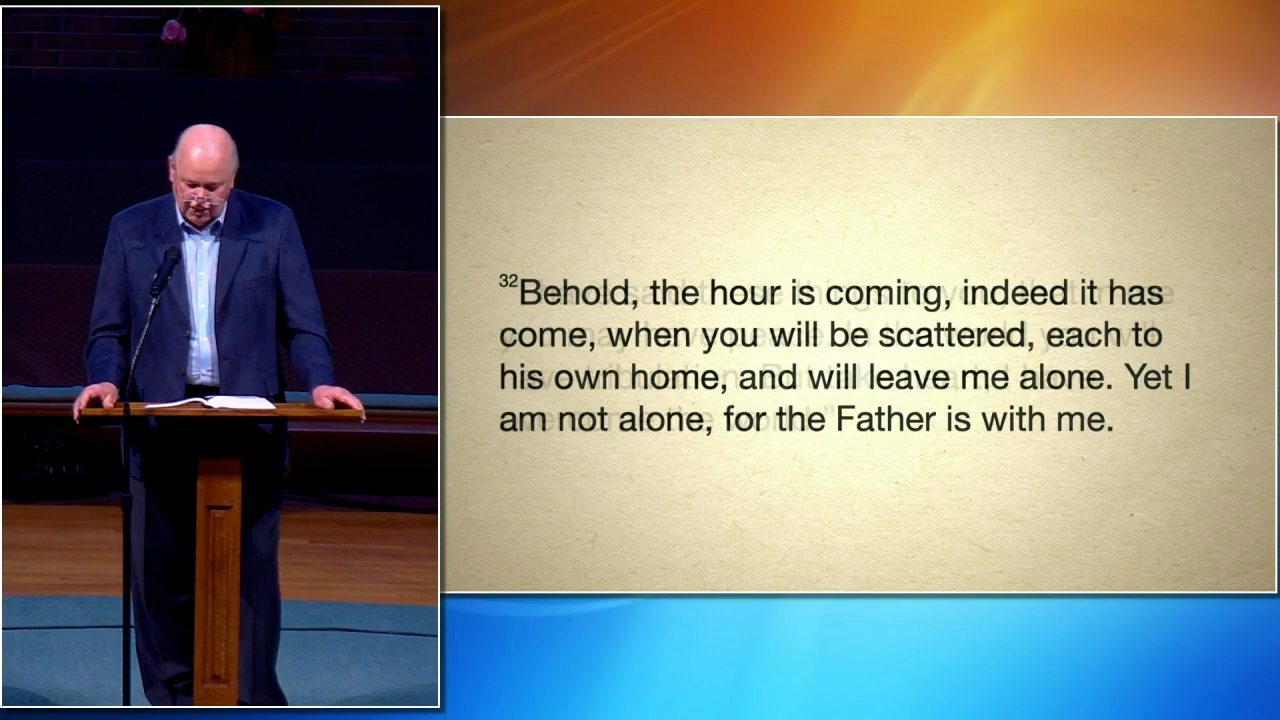 32Behold, the hour is coming, indeed it has
come, when you will be scattered, each to
his own home, and will leave me alone. Yet I
am not alone, for the Father is with me.